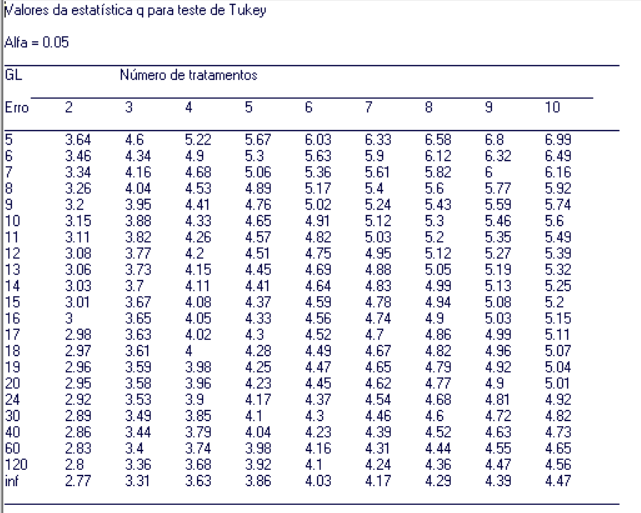 Valores da estatística q para teste de Tukey
Alfa = 0.05
GL Número de tratamentos
Erro 2 3 4 5 6 7 8 9 10
5 3.64 4.6 5.22 5.67 6.03 6.33 6.58 6.8 6.99
6 3.46 4.34 4.9 5.3 5.63 5.9 6.12 6.32 6.49
7 3.34 4.16 4.68 5.06 5.36 5.61 5.82 6 6.16
8 3.26 4.04 4.53 4.89 5.17 5.4 5.6 5.77 5.92
9 3.2 3.95 4.41 4.76 5.02 5.24 5.43 5.59 5.74
10 3.15 3.88 4.33 4.65 4.91 5.12 5.3 5.46 5.6
11 3.11 3.82 4.26 4.57 4.82 5.03 5.2 5.35 5.49
12 3.08 3.77 4.2 4.51 4.75 4.95 5.12 5.27 5.39
13 3.06 3.73 4.15 4.45 4.69 4.88 5.05 5.19 5.32
14 3.03 3.7 4.11 4.41 4.64 4.83 4.99 5.13 5.25
15 3.01 3.67 4.08 4.37 4.59 4.78 4.94 5.08 5.2
16 3 3.65 4.05 4.33 4.56 4.74 4.9 5.03 5.15
17 2.98 3.63 4.02 4.3 4.52 4.7 4.86 4.99 5.11
18 2.97 3.61 4 4.28 4.49 4.67 4.82 4.96 5.07
19 2.96 3.59 3.98 4.25 4.47 4.65 4.79 4.92 5.04
20 2.95 3.58 3.96 4.23 4.45 4.62 4.77 4.9 5.01
24 2.92 3.53 3.9 4.17 4.37 4.54 4.68 4.81 4.92
30 2.89 3.49 3.85 4.1 4.3 4.46 4.6 4.72 4.82
40 2.86 3.44 3.79 4.04 4.23 4.39 4.52 4.63 4.73
60 2.83 3.4 3.74 3.98 4.16 4.31 4.44 4.55 4.65
120 2.8 3.36 3.68 3.92 4.1 4.24 4.36 4.47 4.56
inf 2.77 3.31 3.63 3.86 4.03 4.17 4.29 4.39 4.47